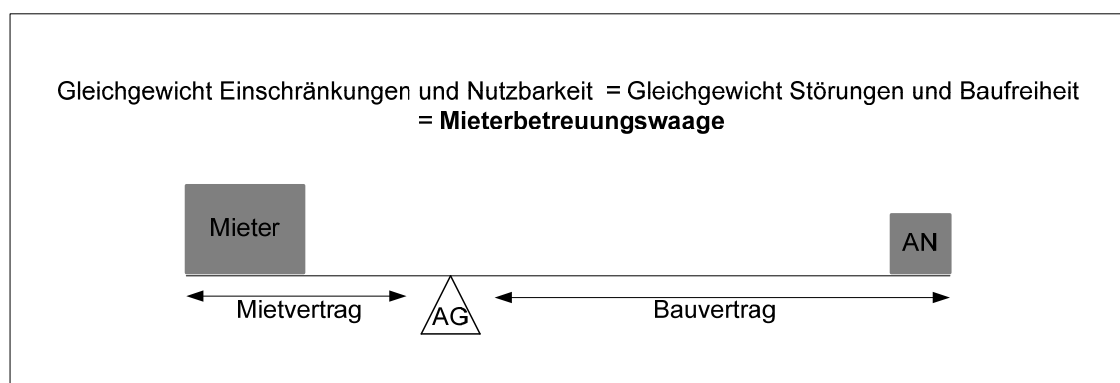 Gleichgewicht Einschränkungen und Nutzbarkeit = Gleichgewicht Störungen und Baufreiheit
= Mieterbetreuungswaage
Mieter
AN
Mietvertrag
AG
Bauvertrag